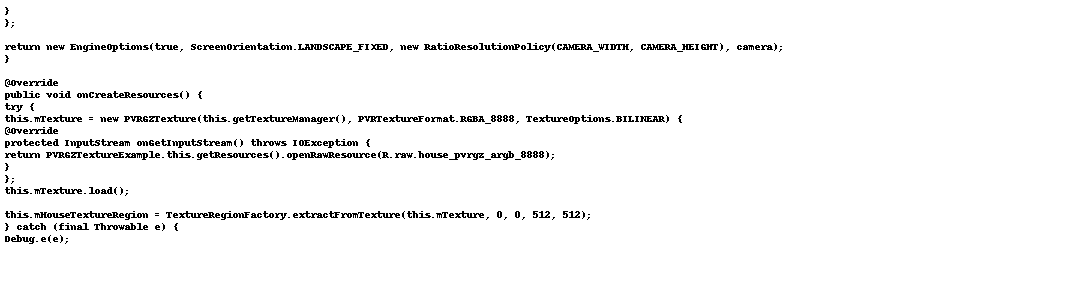 }
};
return new EngineOptions(true, ScreenOrientation.LANDSCAPE_FIXED, new RatioResolutionPolicy(CAMERA_WIDTH, CAMERA_HEIGHT), camera);
}
@Override
public void onCreateResources() {
try {
this.mTexture = new PVRGZTexture(this.getTextureManager(), PVRTextureFormat.RGBA_8888, TextureOptions.BILINEAR) {
@Override
protected InputStream onGetInputStream() throws IOException {
return PVRGZTextureExample.this.getResources().openRawResource(R.raw.house_pvrgz_argb_8888);
}
};
this.mTexture.load();
this.mHouseTextureRegion = TextureRegionFactory.extractFromTexture(this.mTexture, 0, 0, 512, 512);
} catch (final Throwable e) {
Debug.e(e);